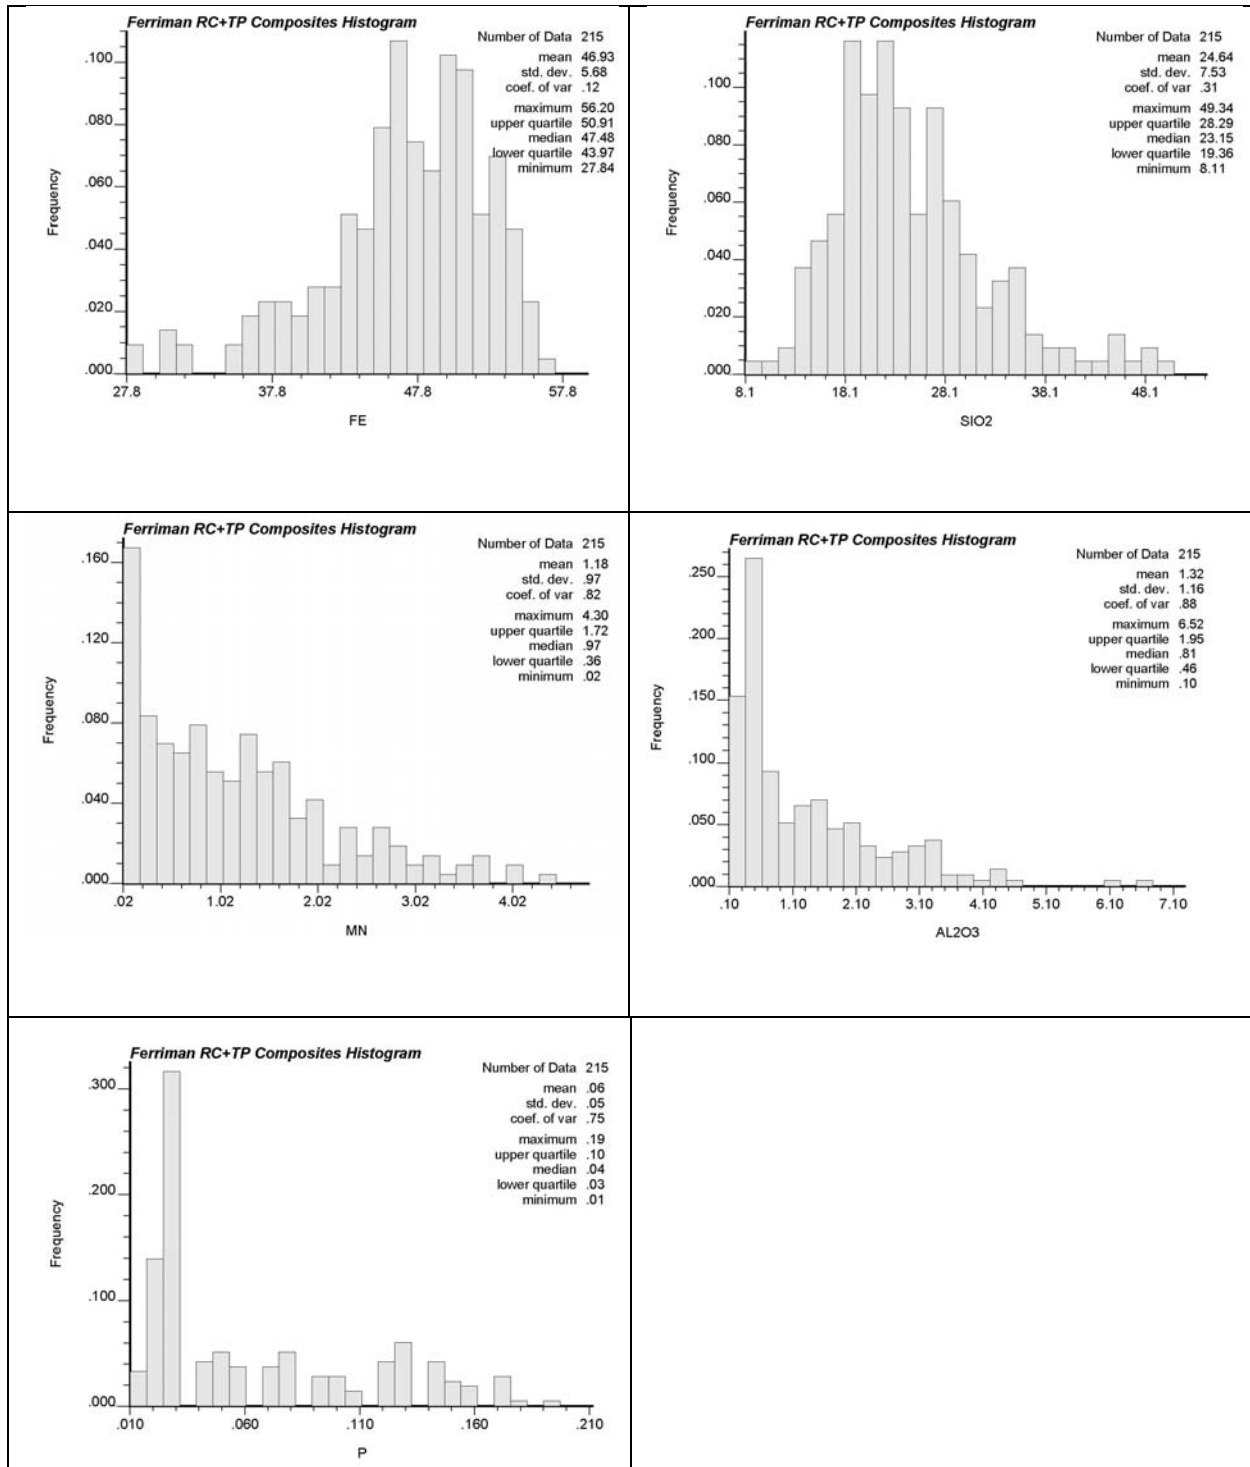 Ferriman RC+TP Composites Histogram
Number of Data 215
mean 46.93
std. dev. 5.68
coef. of var .12
maximum 56.20
upper quartile 50.91
median 47.48
lower quartile 43.97
minimum 27.84
Frequency
.100
.080
.060
.040
.020
.000
27.8 37.8 47.8 57.8
FE
Ferriman RC+TP Composites Histogram
Number of Data 215
mean 24.64
std. dev. 7.53
coef. of var .31
maximum 49.34
upper quartile 28.29
median 23.15
lower quartile 19.36
minimum 8.11
Frequency
.100
.080
.060
.040
.020
.000
8.1 18.1 28.1 38.1 48.1
SIO2
Ferriman RC+TP Composites Histogram
Number of Data 215
mean 1.18
std. dev. .97
coef. of var .82
maximum 4.30
upper quartile 1.72
median .97
lower quartile .36
minimum .02
Frequency
.160
.120
.080
.040
.000
.02 1.02 2.02 3.02 4.02
MN
Ferriman RC+TP Composites Histogram
Number of Data 215
mean 1.32
std. dev. 1.16
coef. of var .88
maximum 6.52
upper quartile 1.95
median .81
lower quartile .46
minimum .10
Frequency
.250
.200
.150
.100
.050
.000
.10 1.10 2.10 3.10 4.10 5.10 6.10 7.10
AL2O3
Ferriman RC+TP Composites Histogram
Number of Data 215
mean .06
std. dev. .05
coef. of var .75
maximum .19
upper quartile .10
median .04
lower quartile .03
minimum .01
Frequency
.300
.200
.100
.000
.010 .060 .110 .160 .210
P